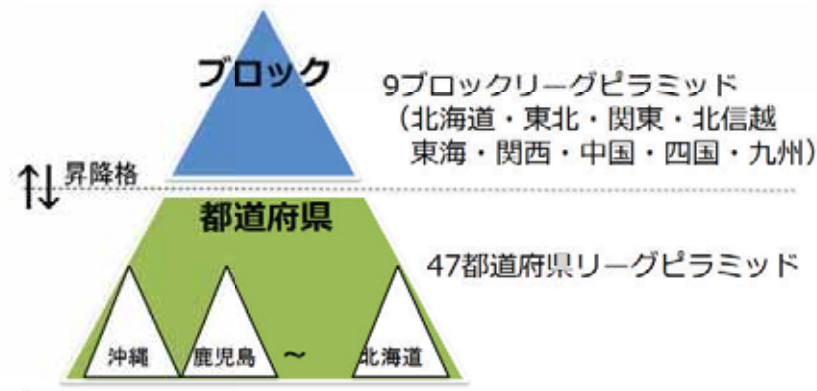 ブロック
9ブロックリーグピラミッド
（北海道・東北・関東・北信越
東海・関西・中国・四国・九州）
昇降格
都道府県
47都道府県リーグピラミッド
沖縄
鹿児島
～
北海道